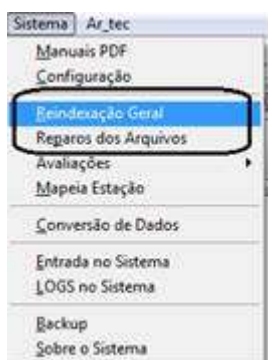 Sistema Ar_tec
Manuais PDF
Configuração
Reindexação Geral
Reparos dos Arquivos
Avaliações
Mapeia Estação
Conversão de Dados
Entrada no Sistema
LOGS no Sistema
Backup
Sobre o Sistema